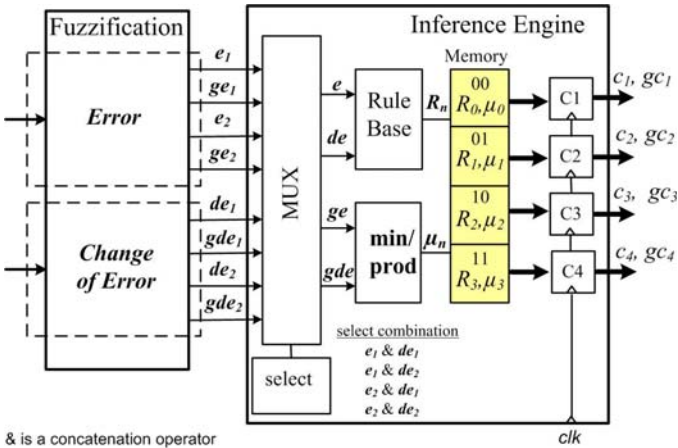 Fuzzification
Inference Engine
Error
Change
of Error
e1
ge1
e2
ge2
de1
gde1
de2
gde2
MUX
select
e
de
ge
gde
Rule
Base
min/
prod
Rn
μn
Memory
00
R0,μ0
01
R1,μ1
10
R2,μ2
11
R3,μ3
C1
C2
C3
C4
c1, gc1
c2, gc2
c3, gc3
c4, gc4
select combination
e1 & de1
e1 & de2
e2 & de1
e2 & de2
& is a concatenation operator
clk